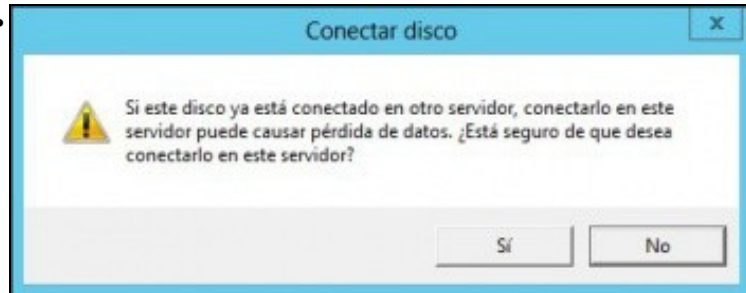 Conectar disco
x
Si este disco ya está conectado en otro servidor, conectarlo en este
servidor puede causar pérdida de datos. ¿Está seguro de que desea
conectarlo en este servidor?
Sí No